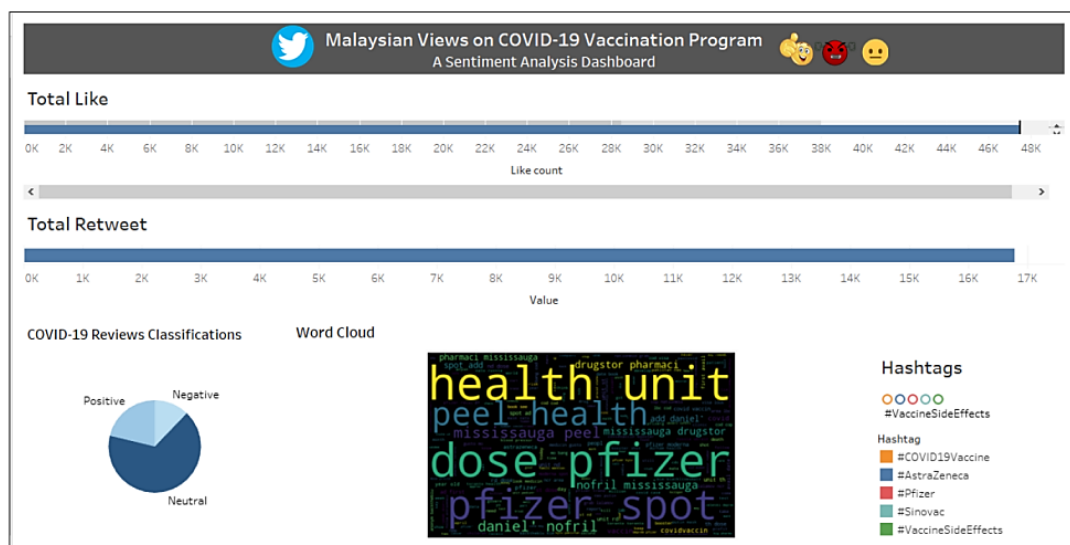 Malaysian Views on COVID-19 Vaccination Program
A Sentiment Analysis Dashboard
Total Like
0K 2K 4K 6K 8K 10K 12K 14K 16K 18K 20K 22K 24K 26K 28K 30K 32K 34K 36K 38K 40K 42K 44K 46K 48K
Like count
Total Retweet
0K 1K 2K 3K 4K 5K 6K 7K 8K 9K 10K 11K 12K 13K 14K 15K 16K 17K
Value
COVID-19 Reviews Classifications
Positive
Negative
Neutral
Word Cloud
pharmaci mississauga
spot add
drugstor pharmaci
health unit
peel health
add daniel'
mississauga peel
mississauga drugstor
dose pfizer
nofril mississauga
pfizer spot
daniel' nofril
covidvaccin
Hashtags
#VaccineSideEffects
Hashtag
#COVID19Vaccine
#AstraZeneca
#Pfizer
#Sinovac
#VaccineSideEffects